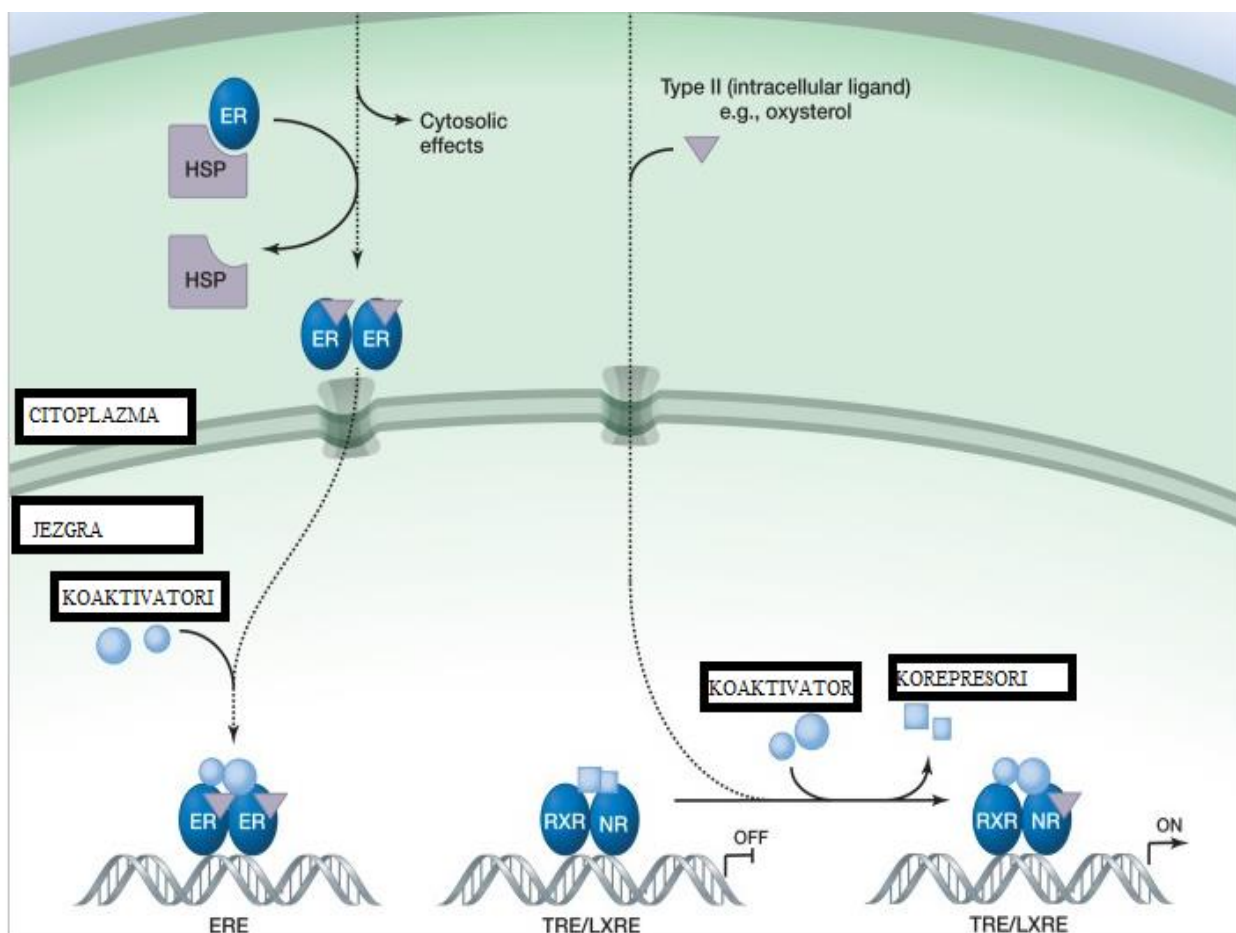 Type II (intracellular ligand)
e.g., oxysterol
ER
HSP
Cytosolic
effects
HSP
ER
ER
CITOPLAZMA
JEZGRA
KOAKTIVATORI
KOAKTIVATOR
KOREPRESORI
ER
ER
ERE
RXR
NR
OFF
TRE/LXRE
RXR
NR
ON
TRE/LXRE